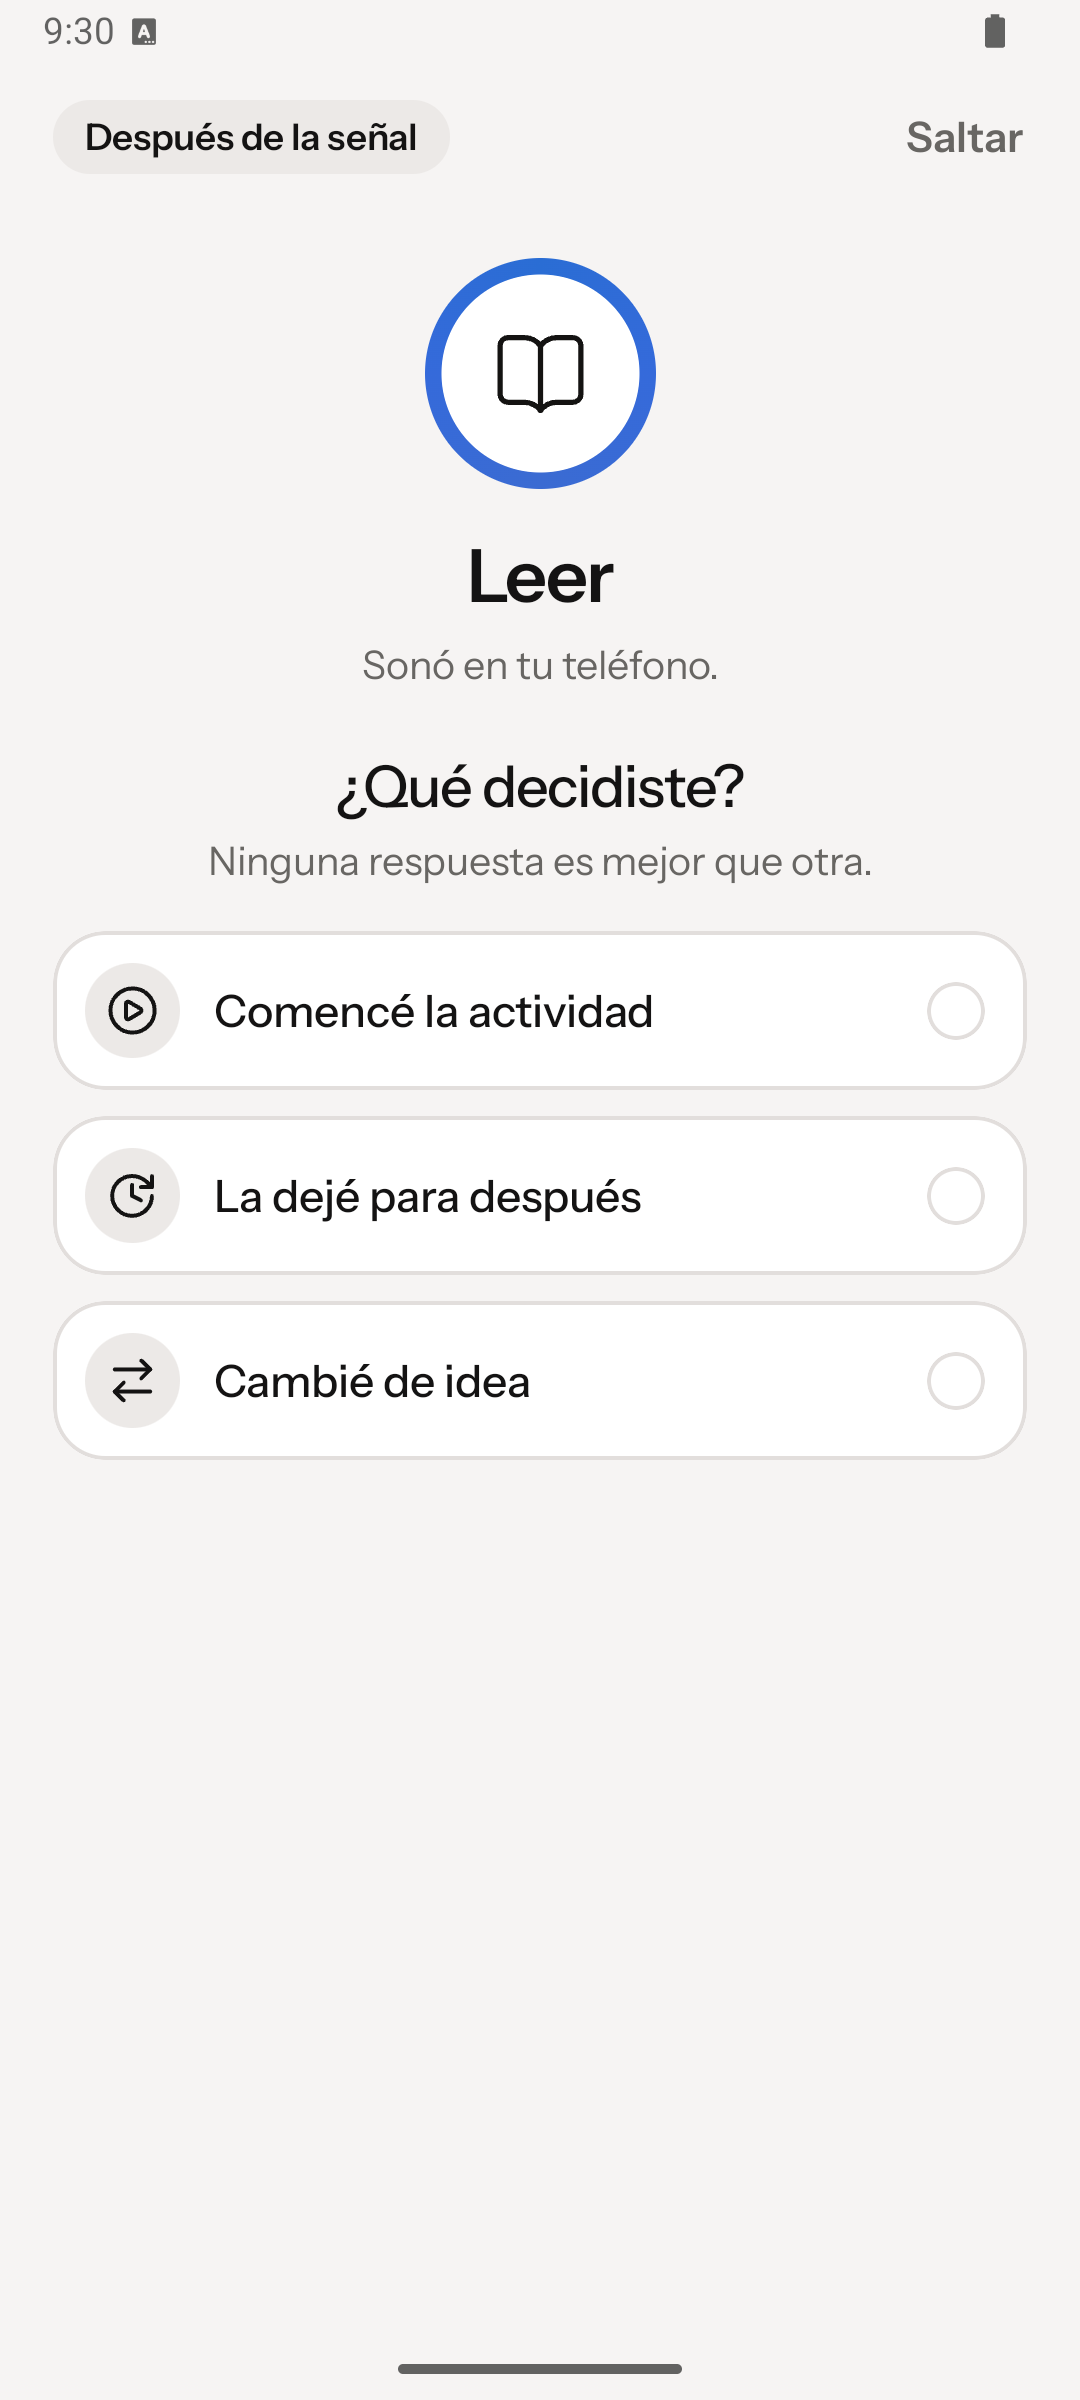 9:30
Después de la señal
Saltar
Leer
Sonó en tu teléfono.
¿Qué decidiste?
Ninguna respuesta es mejor que otra.
Comencé la actividad
La dejé para después
Cambié de idea